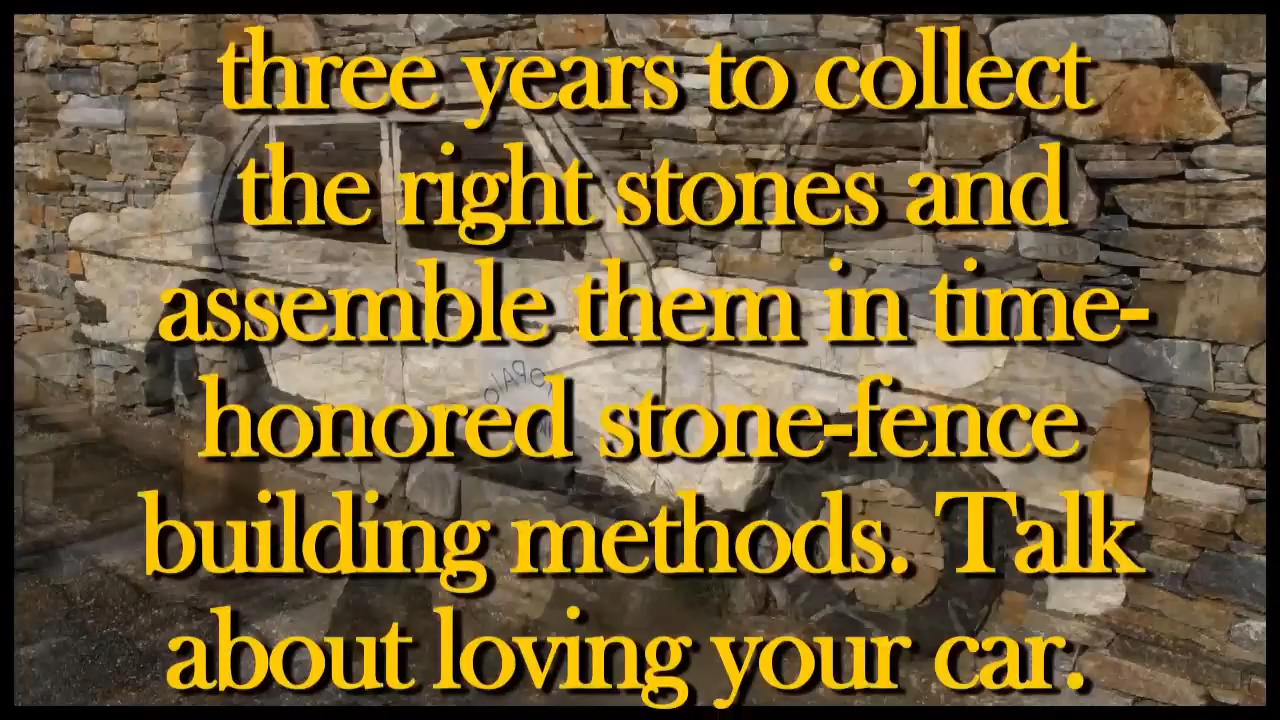 three years to collect
the right stones and
assemble them in time-
honored stone-fence
building methods. Talk
about loving your car.